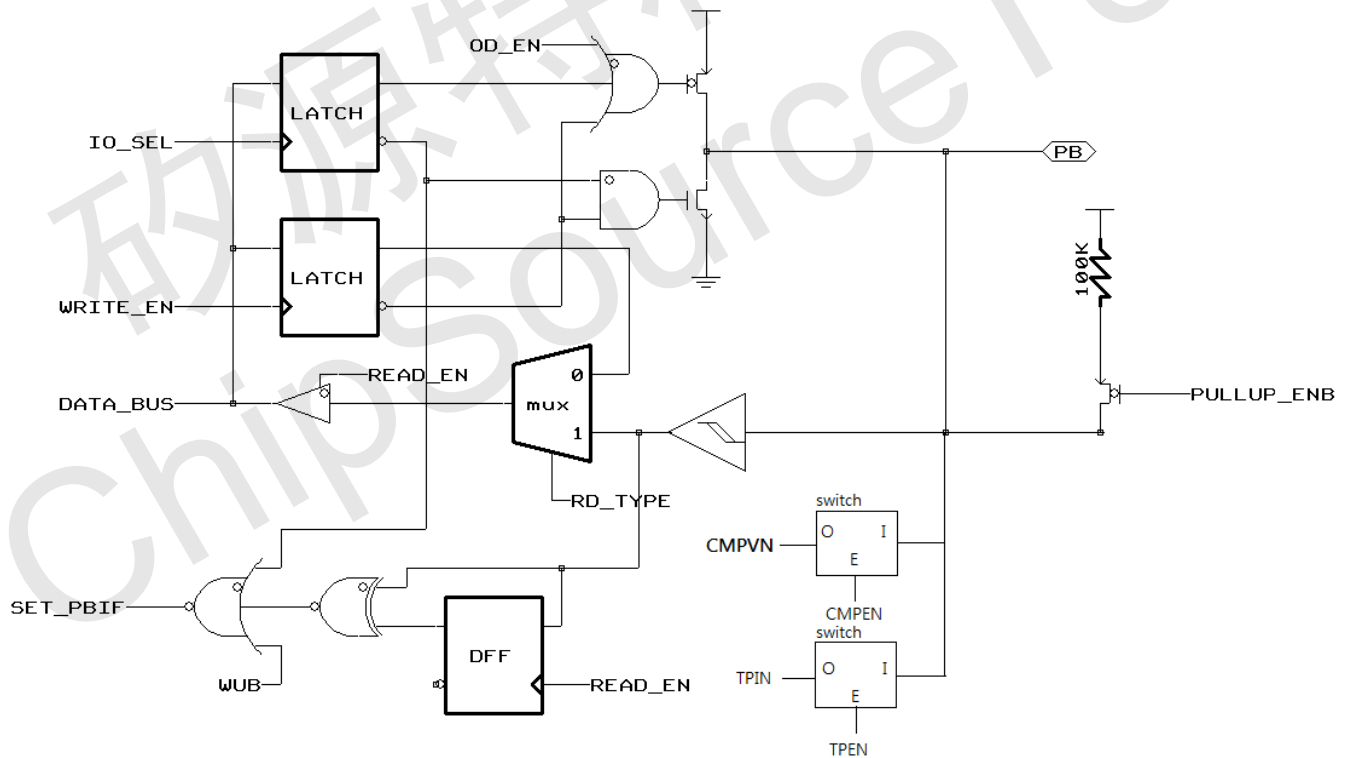 OD_EN
LATCH
IO_SEL
PB
LATCH
100K
WRITE_EN
READ_EN
0
DATA_BUS
mux
PULLUP_ENB
1
RD_TYPE
switch
O I
CMPVN
E
CMPEN
SET_PBIF
switch
DFF
O I
TPIN
WUB
READ_EN
E
TPEN
矽源特
ChipSourceTe